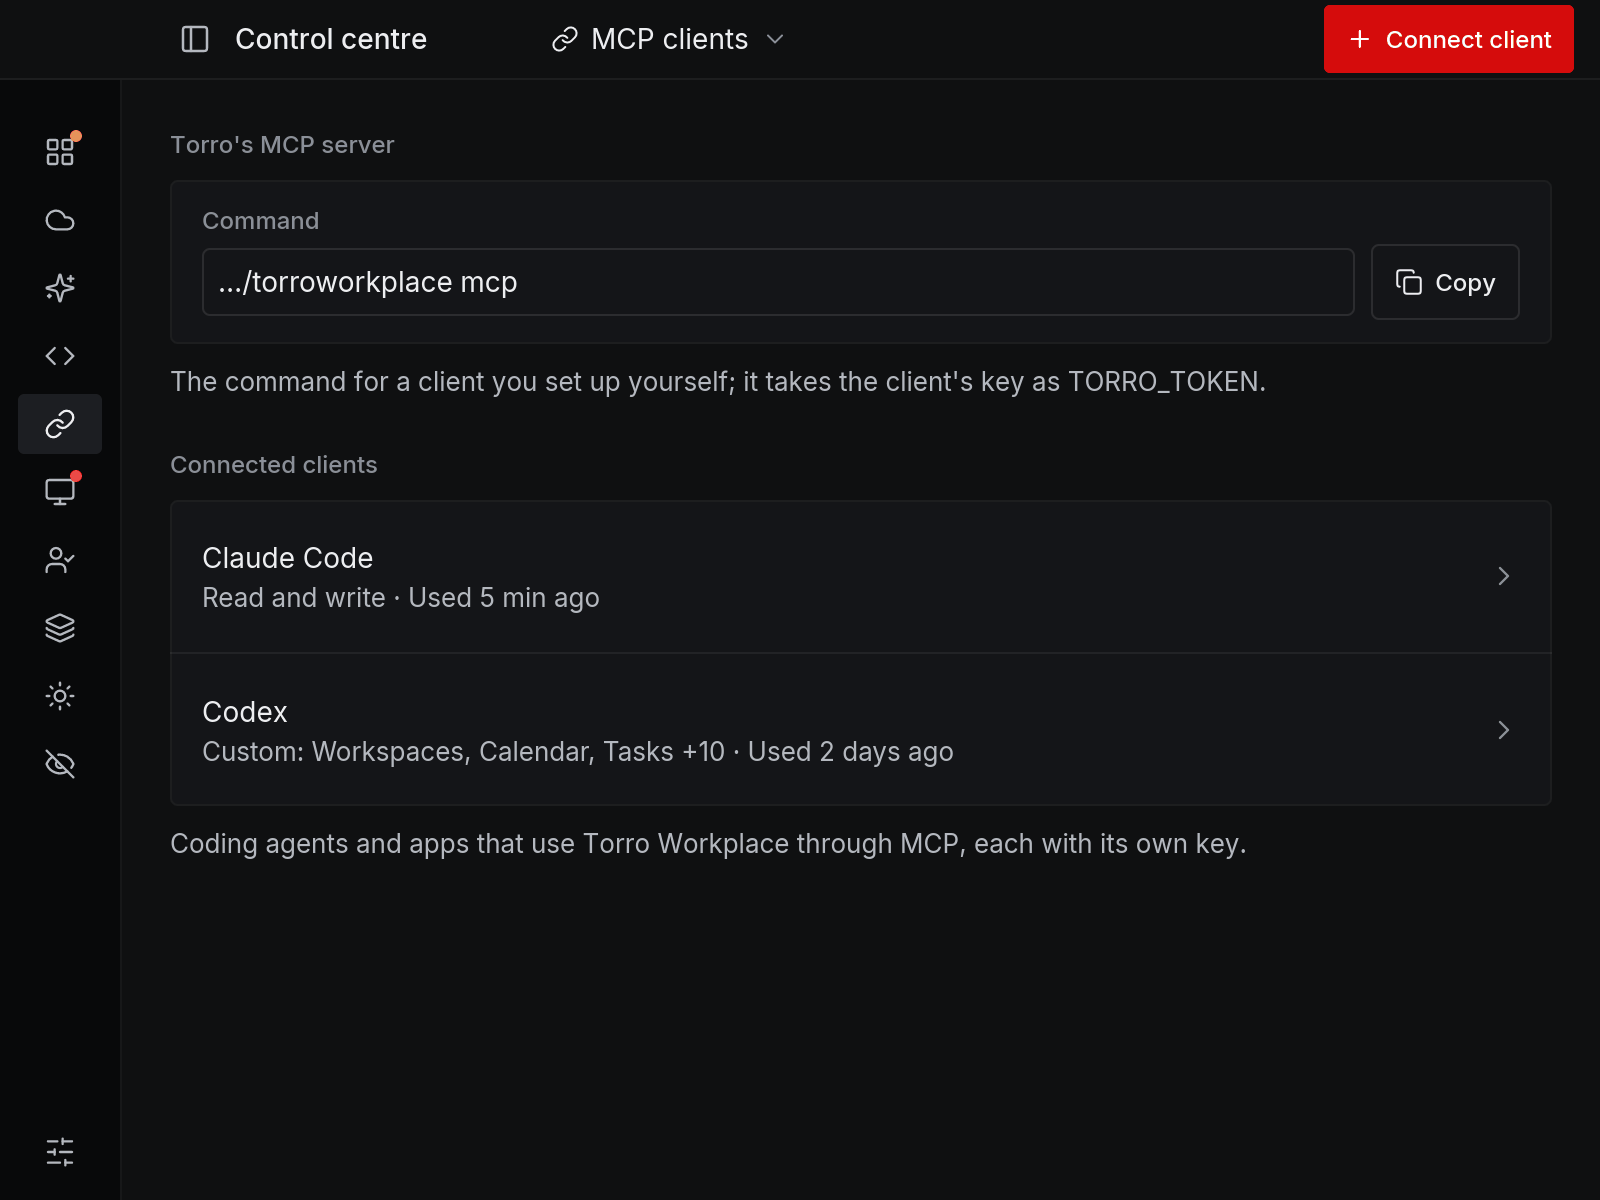 Control centre
MCP clients
Connect client
Torro's MCP server
Command
.../torroworkplace mcp
Copy
The command for a client you set up yourself; it takes the client's key as TORRO_TOKEN.
Connected clients
Claude Code
Read and write · Used 5 min ago
Codex
Custom: Workspaces, Calendar, Tasks +10 · Used 2 days ago
Coding agents and apps that use Torro Workplace through MCP, each with its own key.